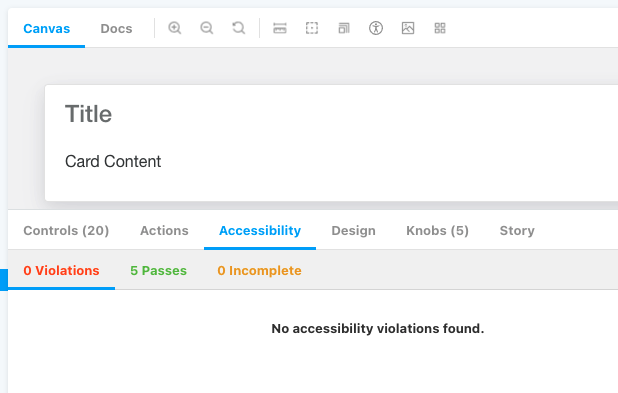 Canvas Docs
Title
Card Content
Controls (20) Actions Accessibility Design Knobs (5) Story
0 Violations 5 Passes 0 Incomplete
No accessibility violations found.